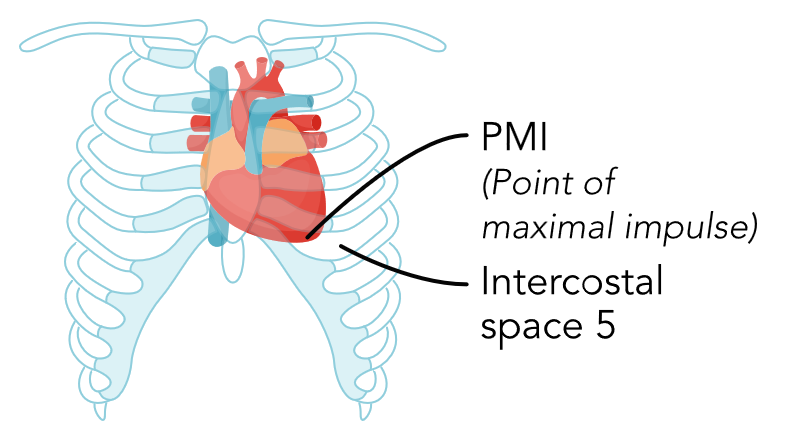 PMI
(Point of
maximal impulse)
Intercostal
space 5